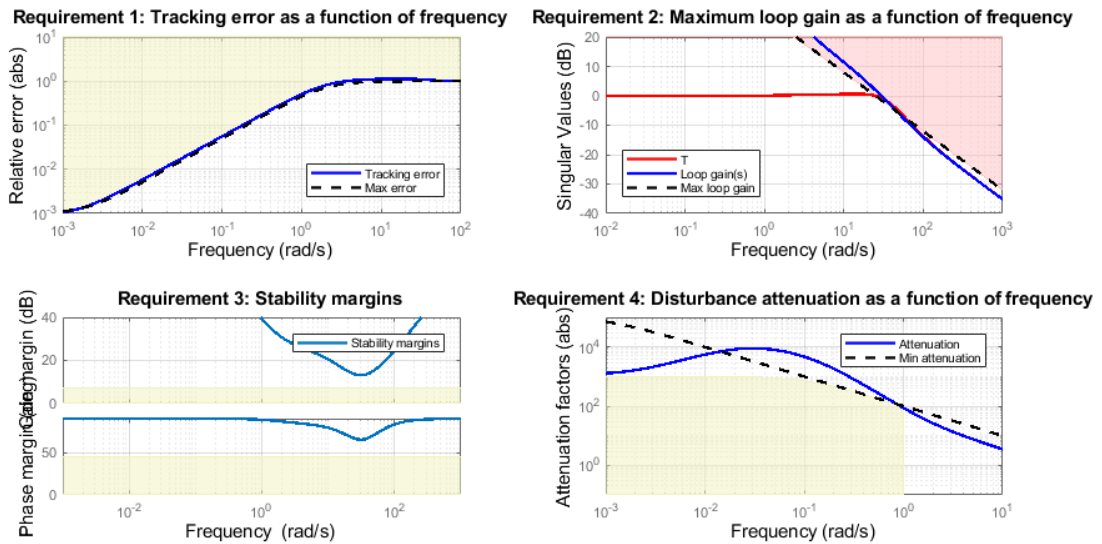 Requirement 1: Tracking error as a function of frequency
Relative error (abs)
10^1
10^0
10^-1
10^-2
10^-3
Tracking error
Max error
10^-3
10^-2
10^-1
10^0
10^1
10^2
Frequency (rad/s)
Requirement 2: Maximum loop gain as a function of frequency
Singular Values (dB)
20
10
0
-10
-20
-30
-40
T
Loop gain(s)
Max loop gain
10^-2
10^-1
10^0
10^1
10^2
10^3
Frequency (rad/s)
Requirement 3: Stability margins
Gain margin (dB)
40
20
0
Stability margins
Phase margin (deg)
50
0
10^-2
10^0
10^2
Frequency (rad/s)
Requirement 4: Disturbance attenuation as a function of frequency
Attenuation factors (abs)
10^4
10^2
10^0
Attenuation
Min attenuation
10^-3
10^-2
10^-1
10^0
10^1
Frequency (rad/s)